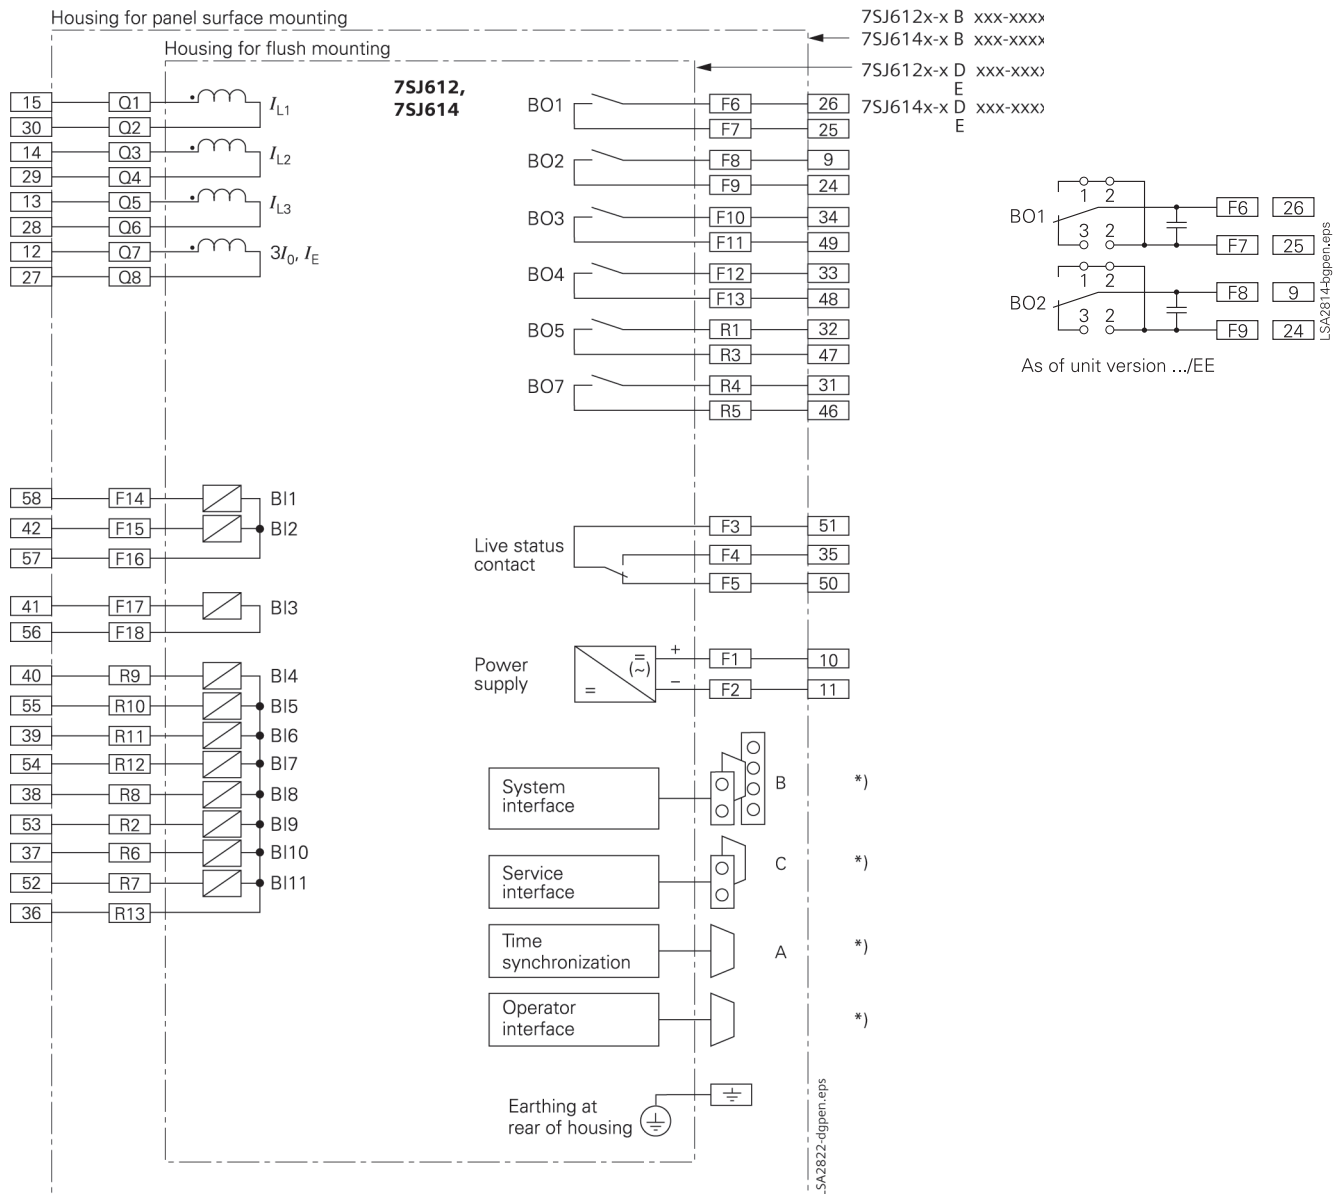 Housing for panel surface mounting
Housing for flush mounting
7SJ612,
7SJ614
7SJ612x-x B xxx-xxxx
7SJ614x-x B xxx-xxxx
7SJ612x-x D xxx-xxxx
E
7SJ614x-x D xxx-xxxx
E
15 Q1 IL1
30 Q2
14 Q3 IL2
29 Q4
13 Q5 IL3
28 Q6
12 Q7 3I0, IE
27 Q8
BO1 F6 26
F7 25
BO2 F8 9
F9 24
BO3 F10 34
F11 49
BO4 F12 33
F13 48
BO5 R1 32
R3 47
BO7 R4 31
R5 46
1 2
BO1 F6 26
3 2 F7 25
1 2
BO2 F8 9
3 2 F9 24
As of unit version .../EE
LSA2814-bgpen.eps
58 F14 BI1
42 F15 BI2
57 F16
41 F17 BI3
56 F18
40 R9 BI4
55 R10 BI5
39 R11 BI6
54 R12 BI7
38 R8 BI8
53 R2 BI9
37 R6 BI10
52 R7 BI11
36 R13
Live status
contact
F3 51
F4 35
F5 50
Power
supply
= (~) =
+ F1 10
− F2 11
System
interface
B *)
Service
interface
C *)
Time
synchronization
A *)
Operator
interface
*)
Earthing at
rear of housing
LSA2822-dgpen.eps